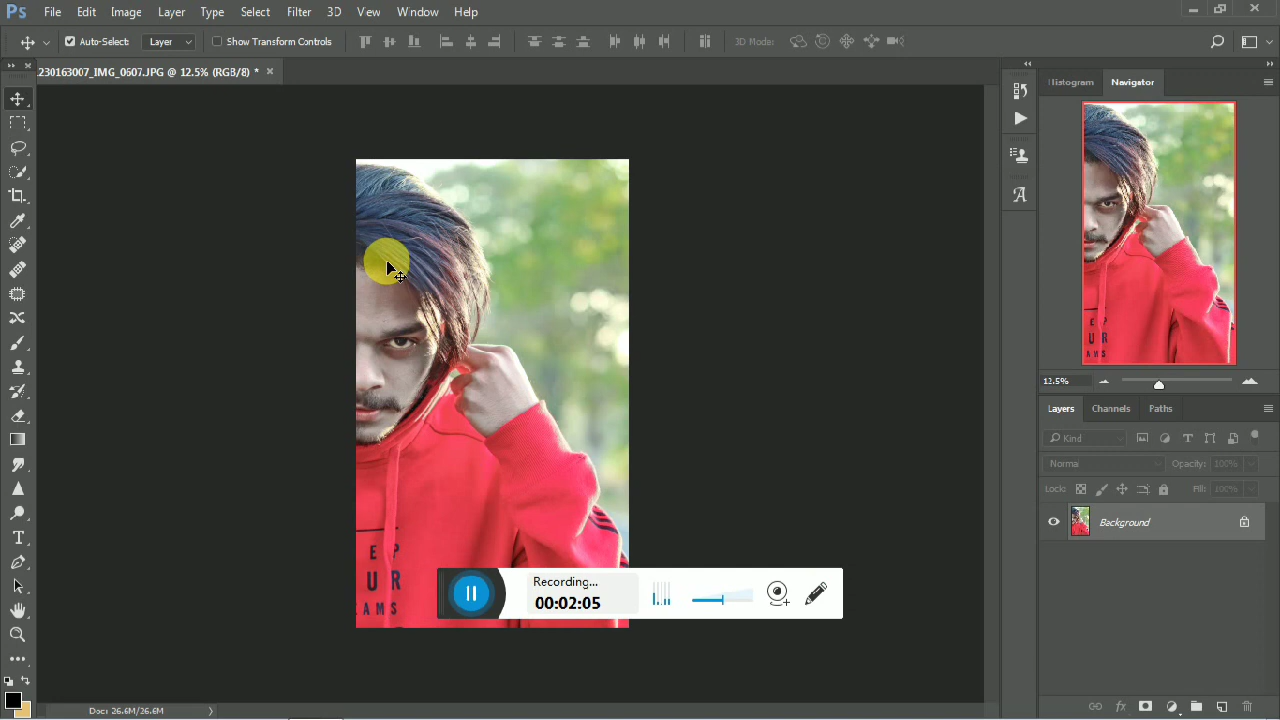 Ps File Edit Image Layer Type Select Filter 3D View Window Help
Auto-Select: Layer Show Transform Controls 3D Mode:
230163007_IMG_0607.JPG @ 12.5% (RGB/8) *
Histogram Navigator
12.5%
Layers Channels Paths
Kind
Normal Opacity: 100%
Lock: Fill: 100%
Background
E P
U R
A M S
E P
U R
A M S
Recording...
00:02:05
Doc: 26.6M/26.6M